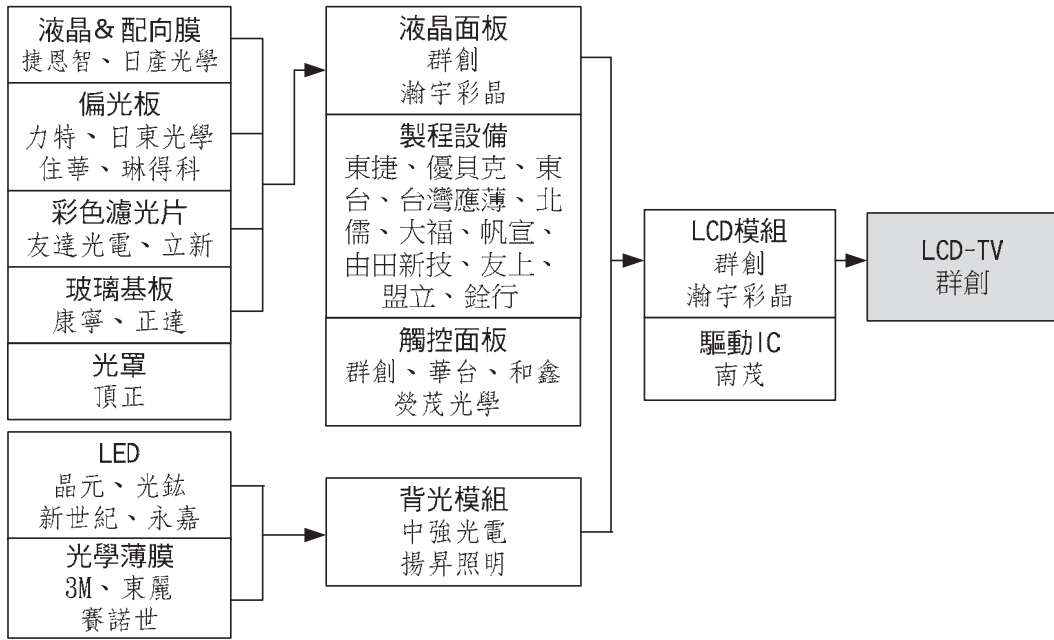 液晶&配向膜
捷恩智、日產光學
偏光板
力特、日東光學
住華、琳得科
彩色濾光片
友達光電、立新
玻璃基板
康寧、正達
光罩
頂正
LED
晶元、光鋐
新世紀、永嘉
光學薄膜
3M、東麗
賽諾世
液晶面板
群創
瀚宇彩晶
製程設備
東捷、優貝克、東
台、台灣應薄、北
儒、大福、帆宣、
由田新技、友上、
盟立、銓行
觸控面板
群創、華台、和鑫
熒茂光學
背光模組
中強光電
揚昇照明
LCD模組
群創
瀚宇彩晶
驅動IC
南茂
LCD-TV
群創